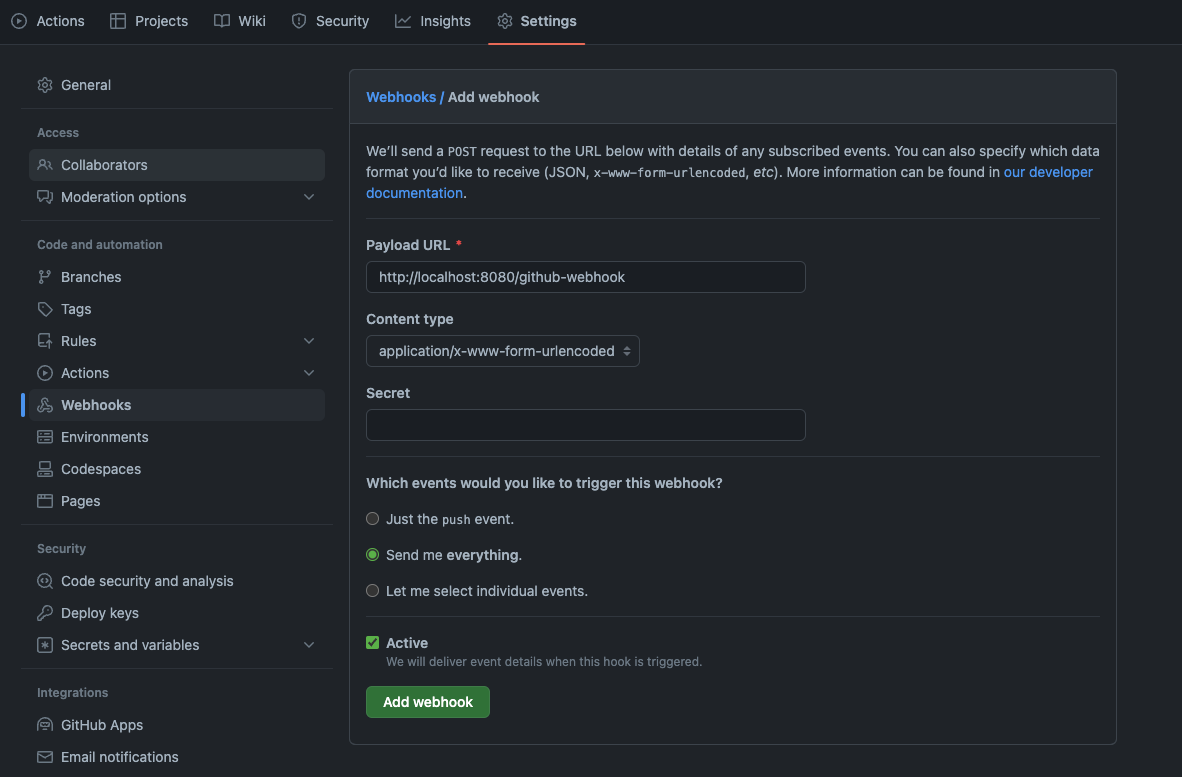 Actions Projects Wiki Security Insights Settings
General
Access
Collaborators
Moderation options
Code and automation
Branches
Tags
Rules
Actions
Webhooks
Environments
Codespaces
Pages
Security
Code security and analysis
Deploy keys
Secrets and variables
Integrations
GitHub Apps
Email notifications
Webhooks / Add webhook
We’ll send a POST request to the URL below with details of any subscribed events. You can also specify which data
format you’d like to receive (JSON, x-www-form-urlencoded, etc). More information can be found in our developer
documentation.
Payload URL *
http://localhost:8080/github-webhook
Content type
application/x-www-form-urlencoded
Secret
Which events would you like to trigger this webhook?
Just the push event.
Send me everything.
Let me select individual events.
Active
We will deliver event details when this hook is triggered.
Add webhook